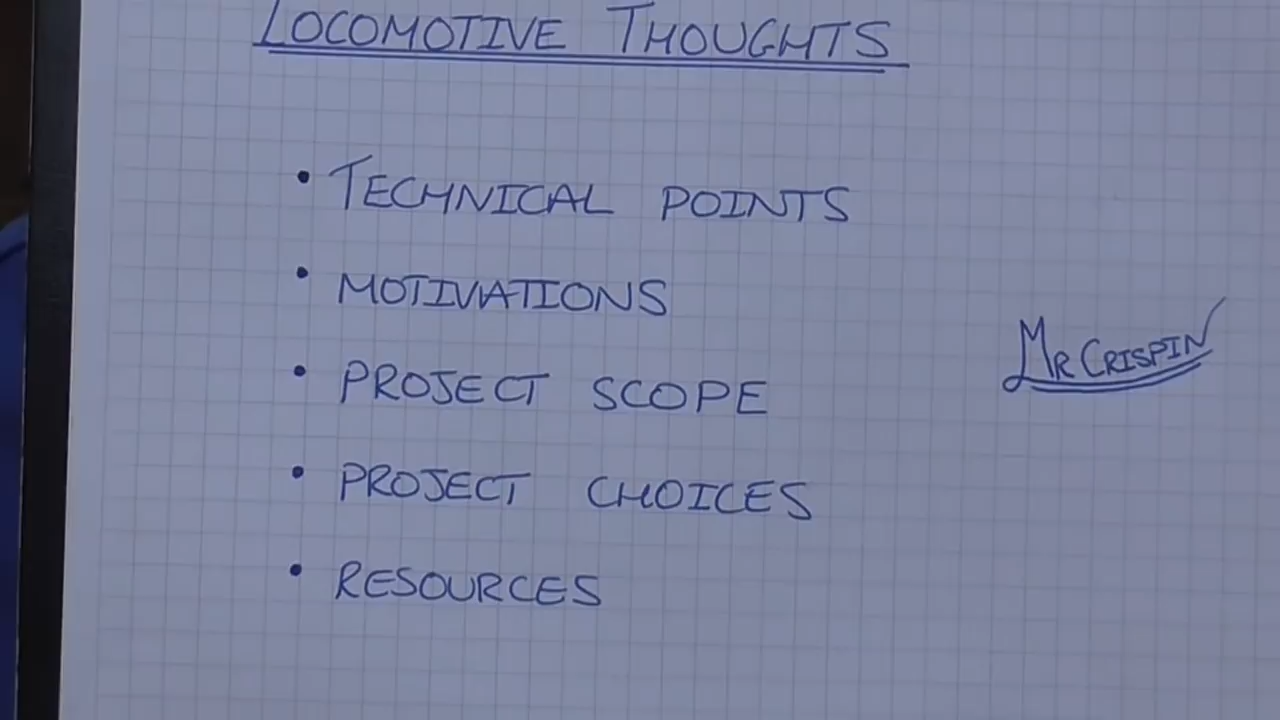 LOCOMOTIVE THOUGHTS
• TECHNICAL POINTS
• MOTIVATIONS
• PROJECT SCOPE
• PROJECT CHOICES
• RESOURCES
MR CRISPIN